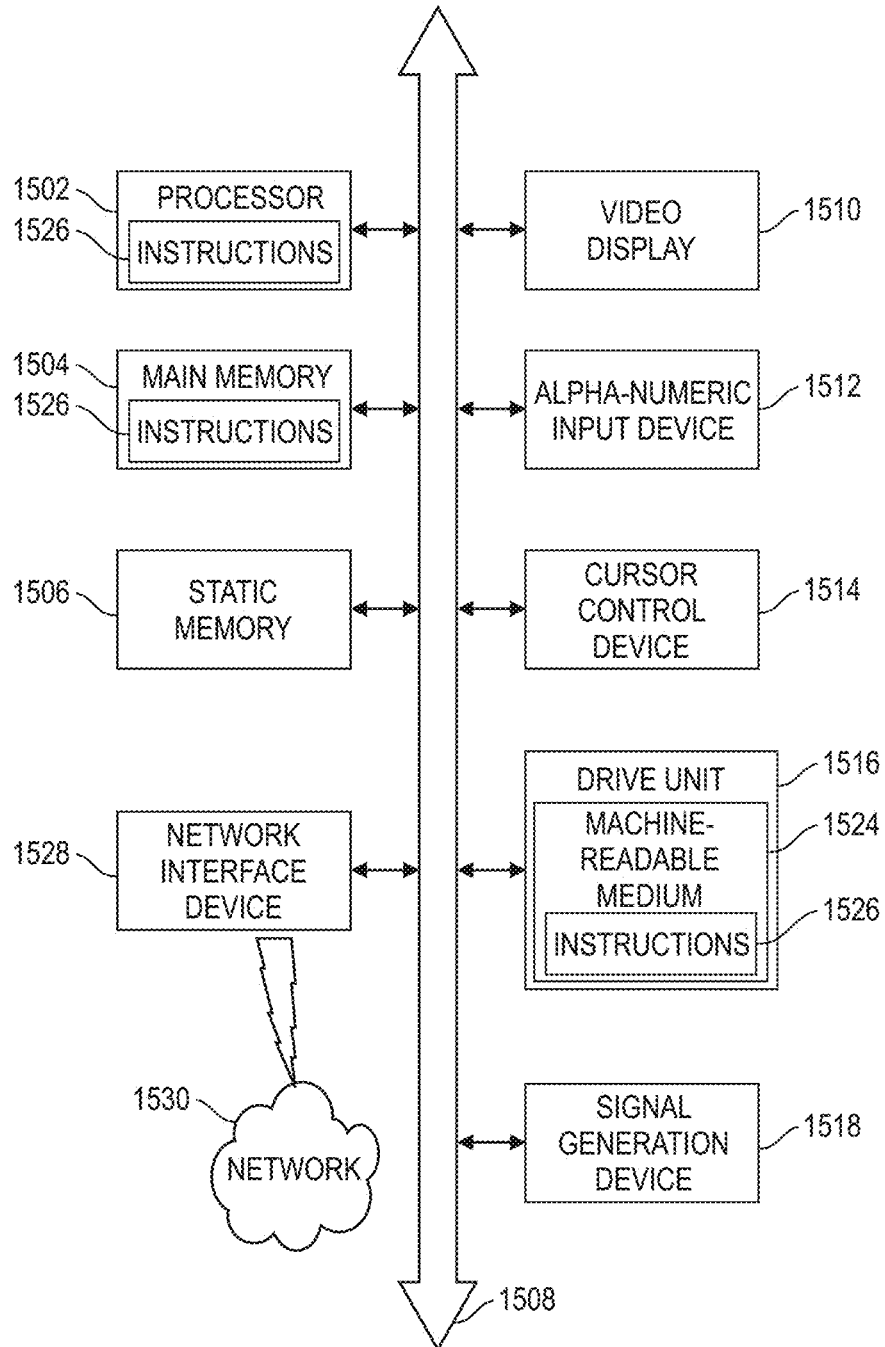 1502
PROCESSOR
1526
INSTRUCTIONS
1504
MAIN MEMORY
1526
INSTRUCTIONS
1506
STATIC
MEMORY
1528
NETWORK
INTERFACE
DEVICE
1530
NETWORK
VIDEO
DISPLAY
1510
ALPHA-NUMERIC
INPUT DEVICE
1512
CURSOR
CONTROL
DEVICE
1514
DRIVE UNIT
1516
MACHINE-
READABLE
MEDIUM
1524
INSTRUCTIONS
1526
SIGNAL
GENERATION
DEVICE
1518
1508